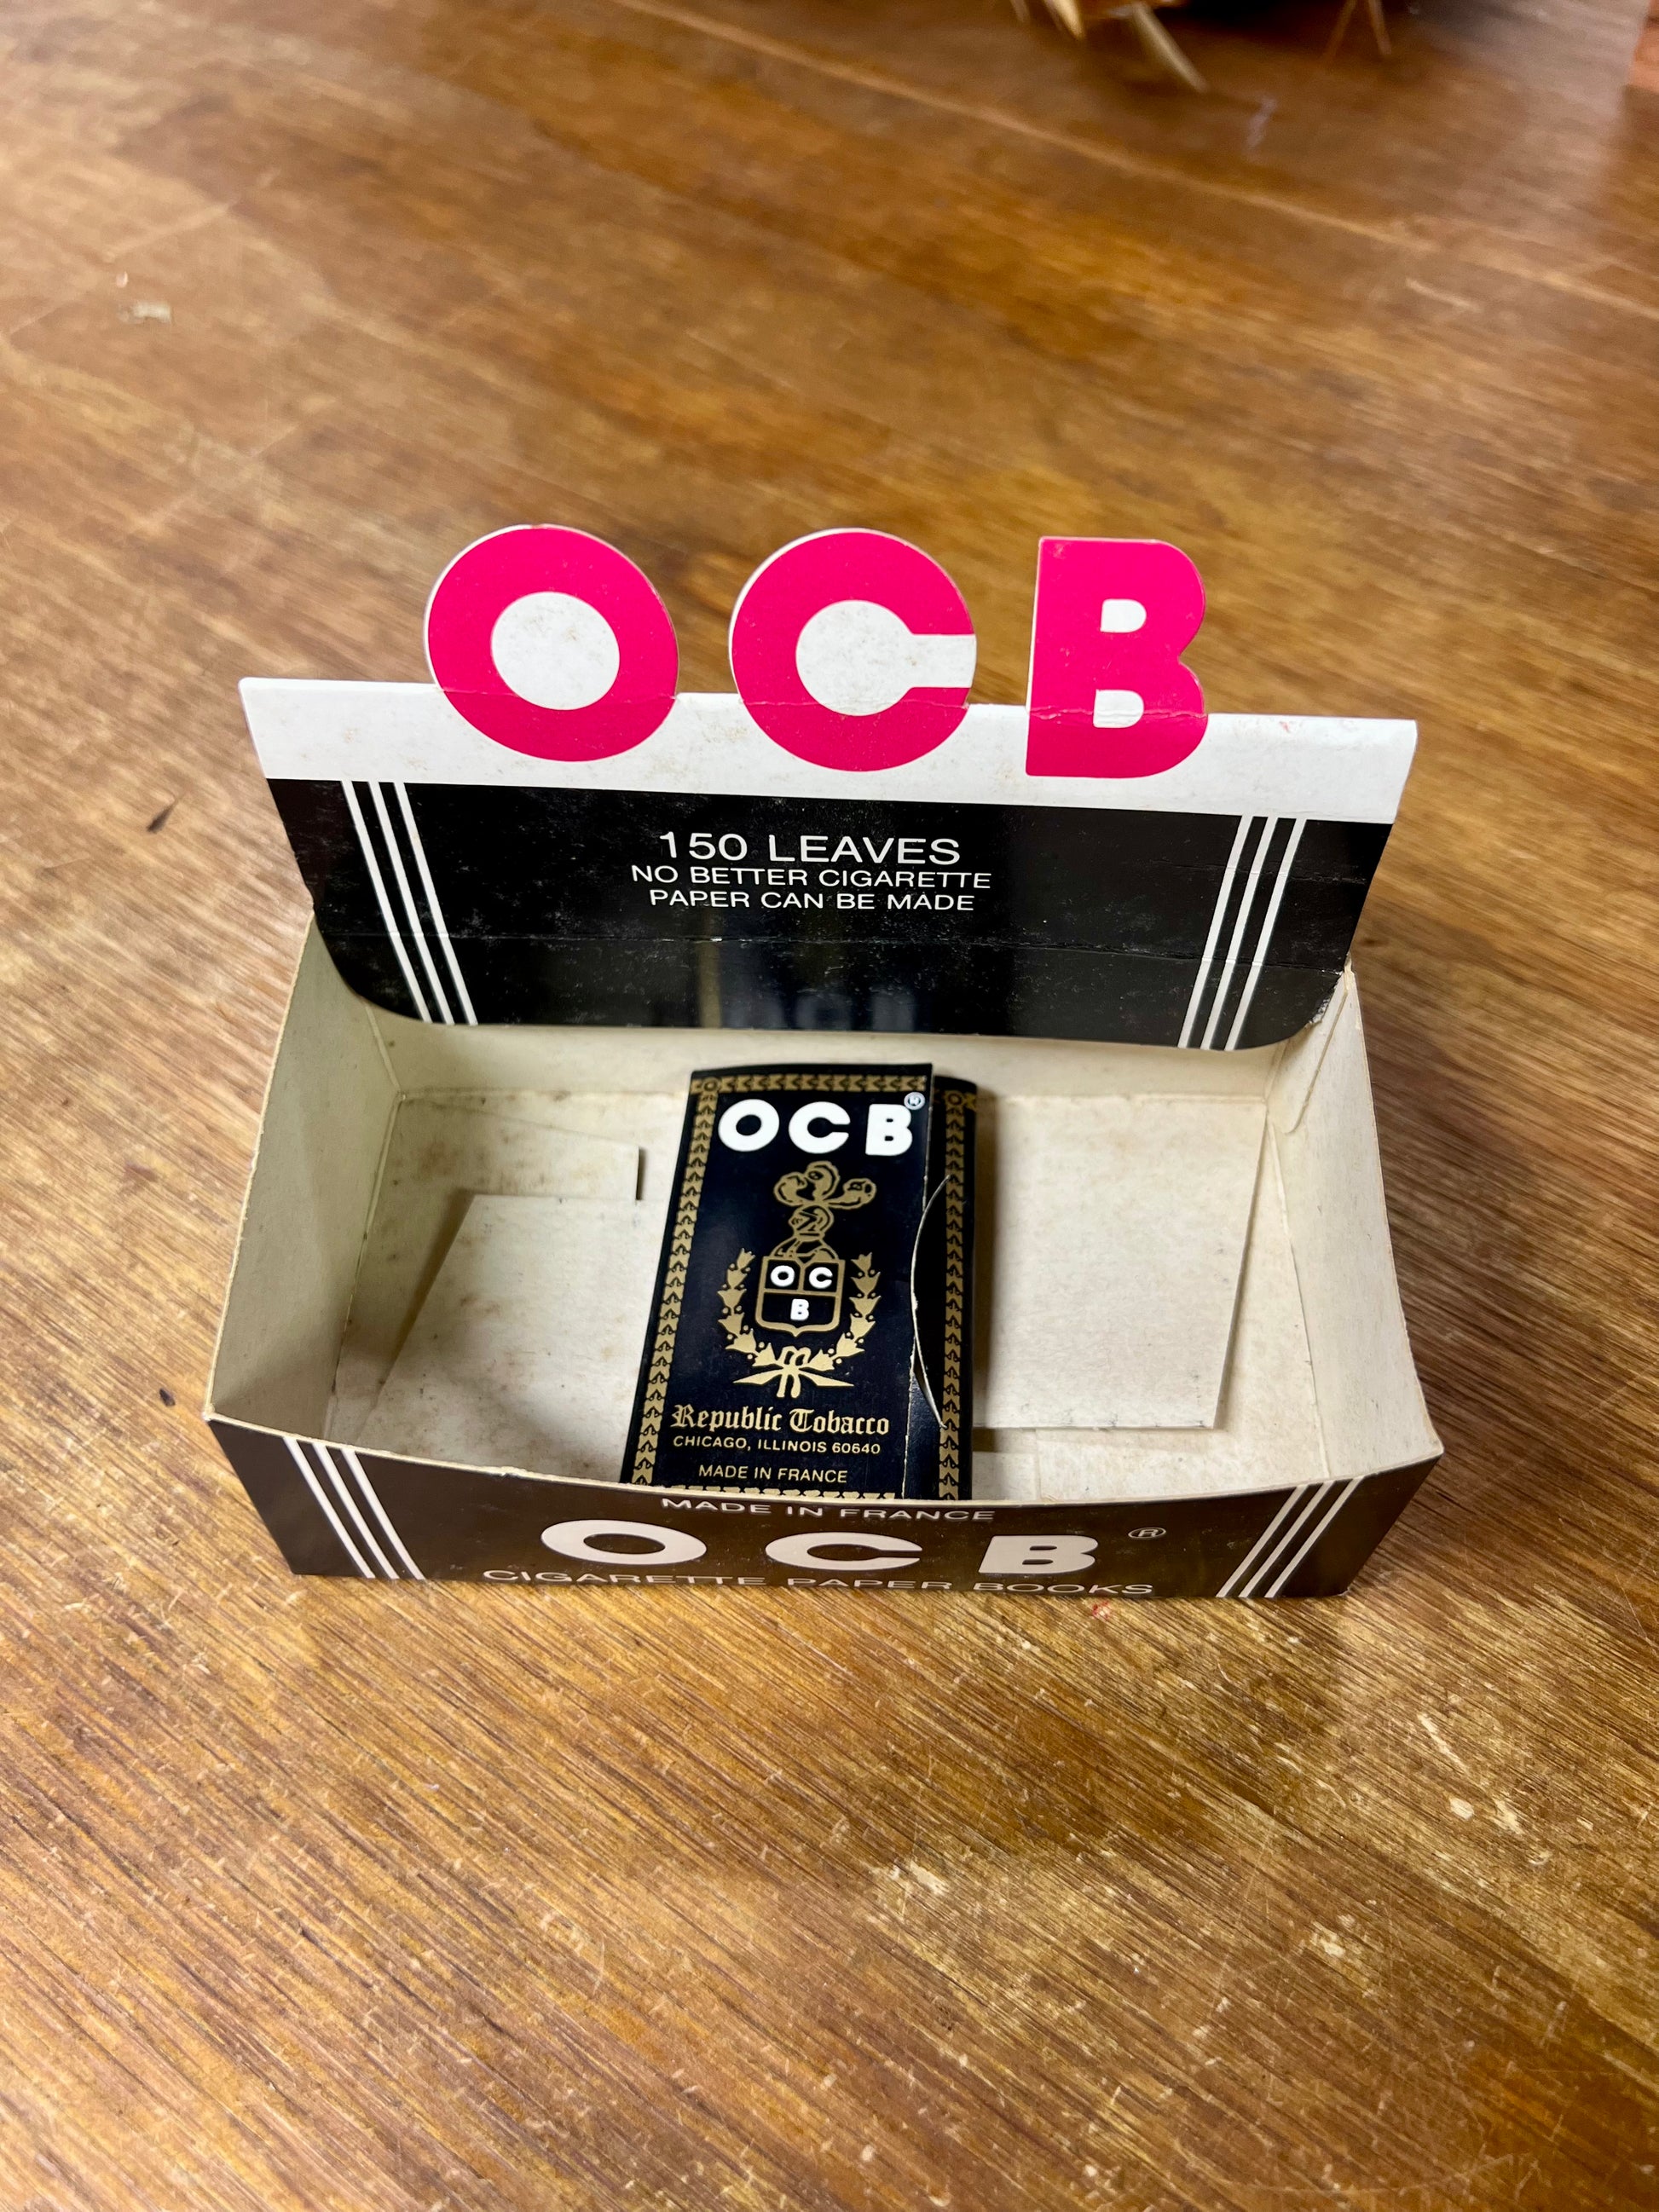 OCB
150 LEAVES
NO BETTER CIGARETTE
PAPER CAN BE MADE
OCB®
O C
B
Republic Tobacco
CHICAGO, ILLINOIS 60640
MADE IN FRANCE
MADE IN FRANCE
OCB®
CIGARETTE PAPER BOOKS